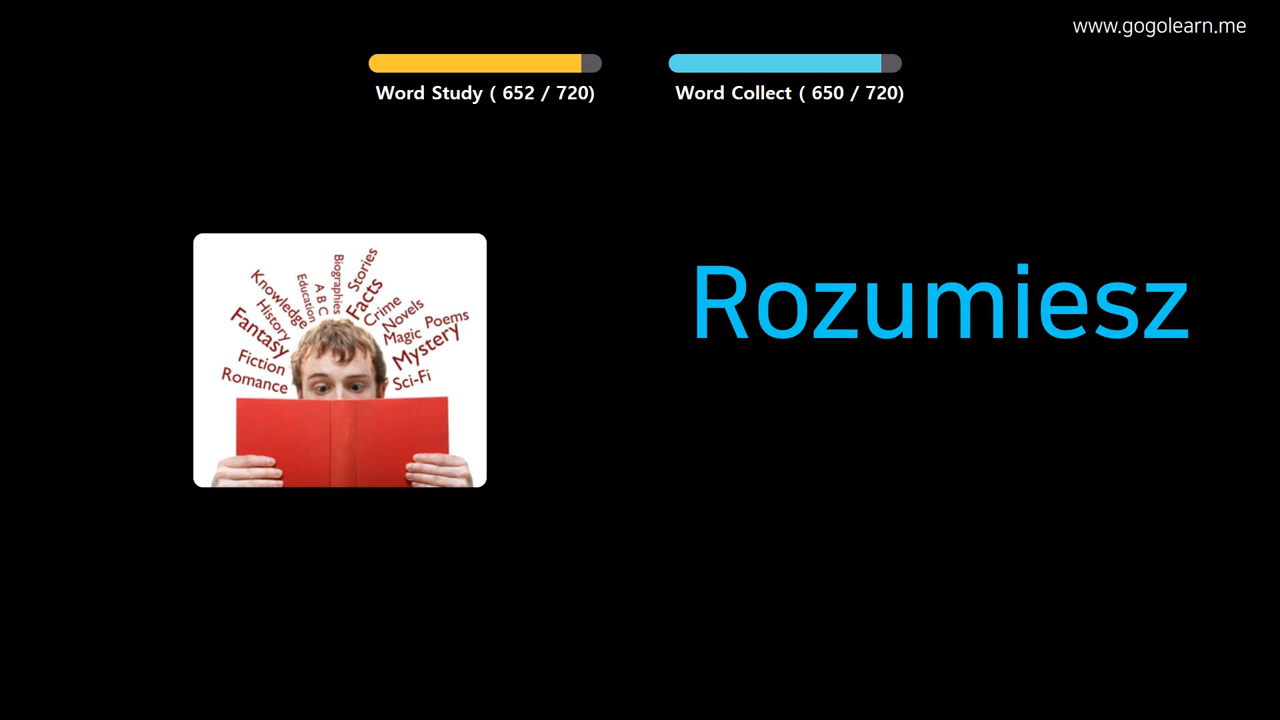 www.gogolearn.me
Word Study ( 652 / 720)
Word Collect ( 650 / 720)
Rozumiesz
Romance
Fiction
Fantasy
History
Knowledge
Education
A B C
Biographies
Stories
Facts
Crime
Novels
Magic
Poems
Mystery
Sci-Fi